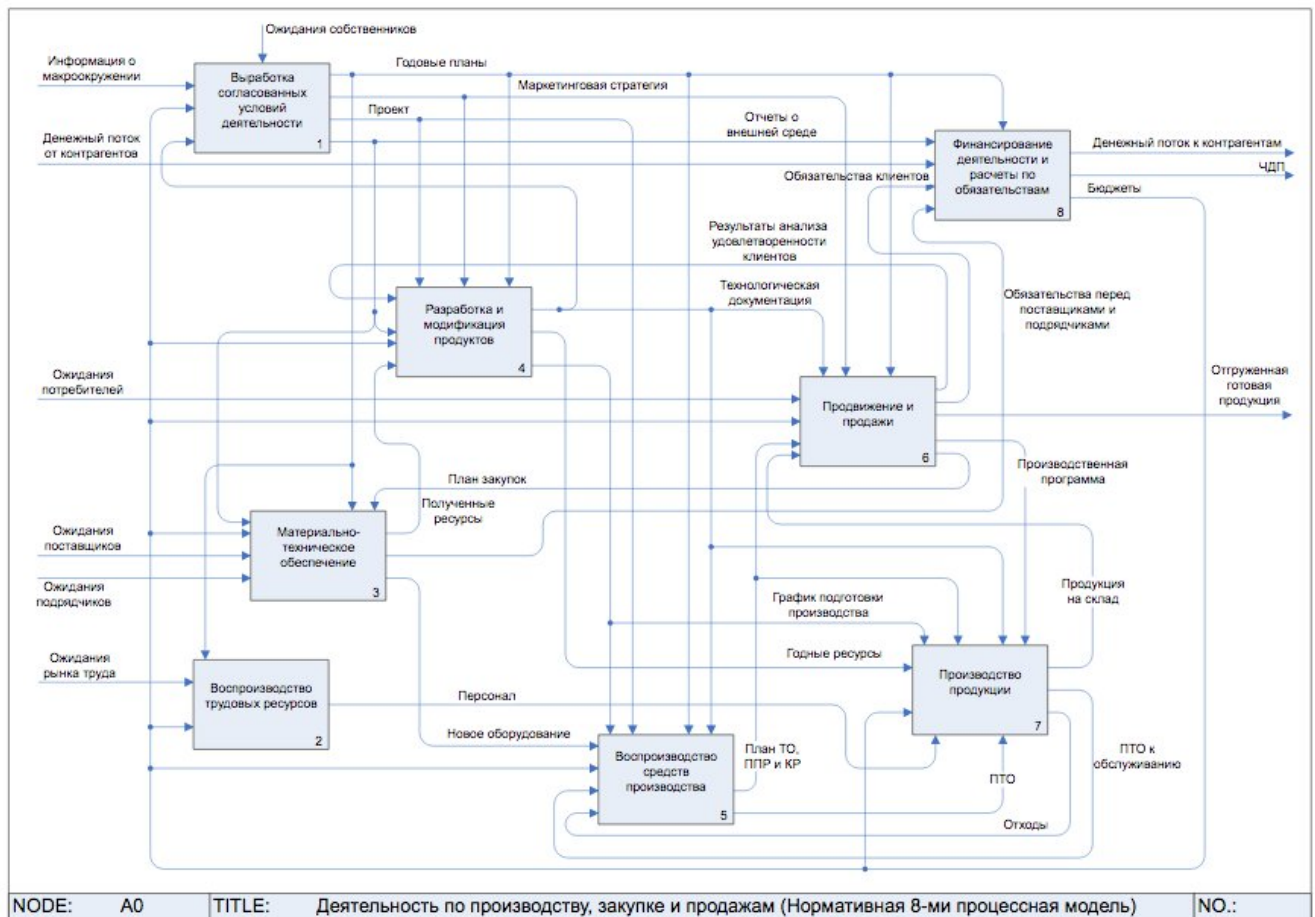 Ожидания собственников
Информация о
макроокружении
Выработка
согласованных
условий
деятельности
1
Годовые планы
Маркетинговая стратегия
Проект
Отчеты о
внешней среде
Денежный поток
от контрагентов
Обязательства клиентов
Финансирование
деятельности и
расчеты по
обязательствам
8
Денежный поток к контрагентам
ЧДП
Бюджеты
Результаты анализа
удовлетворенности
клиентов
Технологическая
документация
Обязательства перед
поставщиками и
подрядчиками
Разработка и
модификация
продуктов
4
Ожидания
потребителей
Продвижение и
продажи
6
Отгруженная
готовая
продукция
План закупок
Полученные
ресурсы
Производственная
программа
Ожидания
поставщиков
Ожидания
подрядчиков
Материально-
техническое
обеспечение
3
График подготовки
производства
Продукция
на склад
Ожидания
рынка труда
Воспроизводство
трудовых ресурсов
2
Годные ресурсы
Персонал
Производство
продукции
7
Новое оборудование
Воспроизводство
средств
производства
5
План ТО,
ППР и КР
ПТО
ПТО к
обслуживанию
Отходы
NODE: A0 TITLE: Деятельность по производству, закупке и продажам (Нормативная 8-ми процессная модель) NO.: